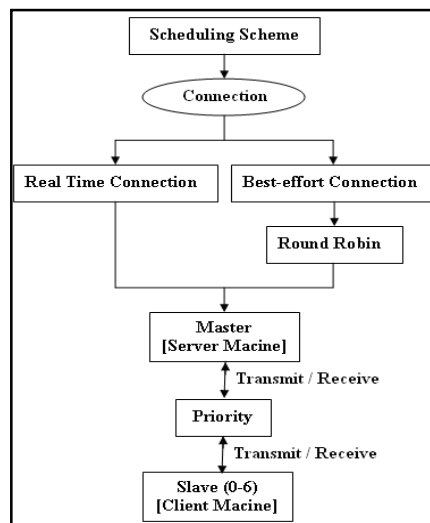 Scheduling Scheme
Connection
Real Time Connection
Best-effort Connection
Round Robin
Master
[Server Macine]
Transmit / Receive
Priority
Transmit / Receive
Slave (0-6)
[Client Macine]